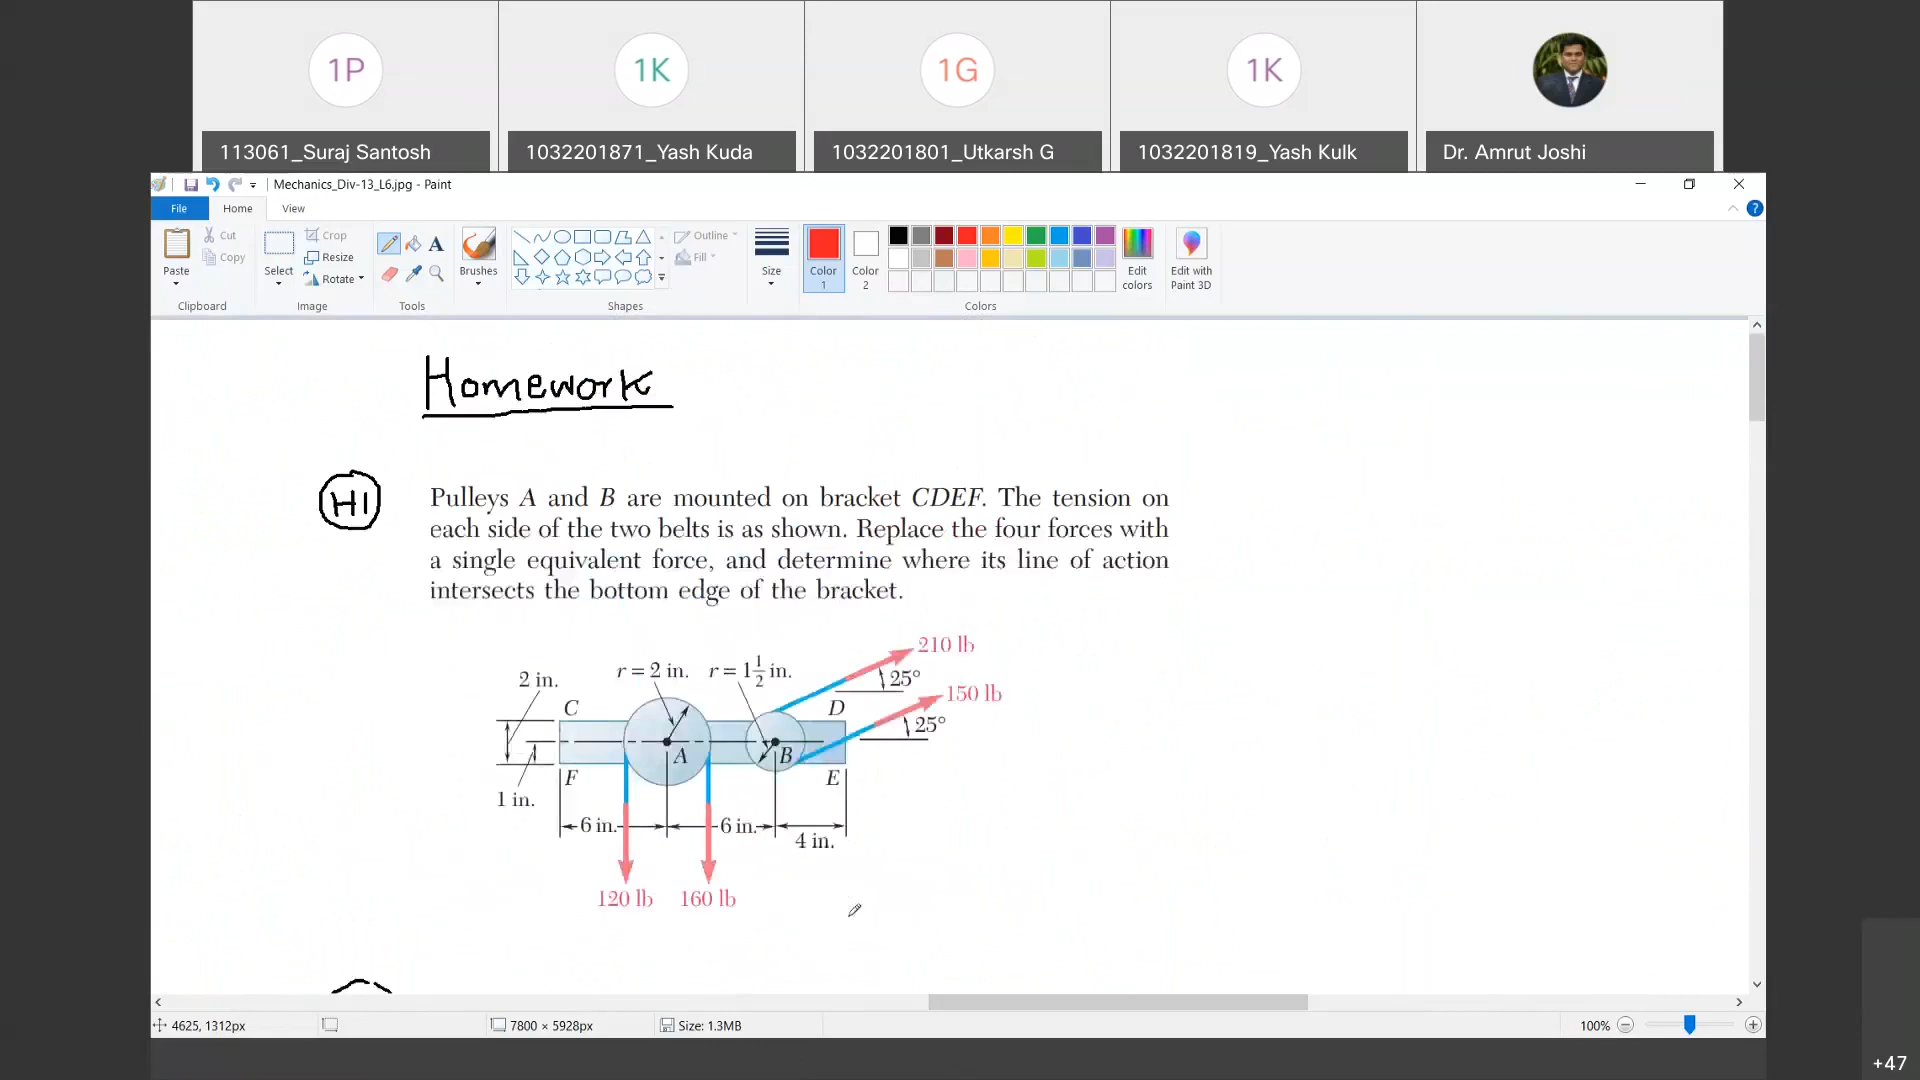 1P
1K
1G
1K
113061_Suraj Santosh
1032201871_Yash Kuda
1032201801_Utkarsh G
1032201819_Yash Kulk
Dr. Amrut Joshi
Mechanics_Div-13_L6.jpg - Paint
File
Home
View
Paste
Cut
Copy
Clipboard
Select
Crop
Resize
Rotate
Image
A
Tools
Brushes
Outline
Fill
Shapes
Size
Color 1
Color 2
Edit colors
Colors
Edit with Paint 3D
?
Homework
H1
Pulleys A and B are mounted on bracket CDEF. The tension on
each side of the two belts is as shown. Replace the four forces with
a single equivalent force, and determine where its line of action
intersects the bottom edge of the bracket.
210 lb
r = 2 in.
r = 1 1/2 in.
2 in.
25°
150 lb
C
D
25°
A
B
F
E
1 in.
6 in.
6 in.
4 in.
120 lb
160 lb
4625, 1312px
7800 × 5928px
Size: 1.3MB
100%
+47